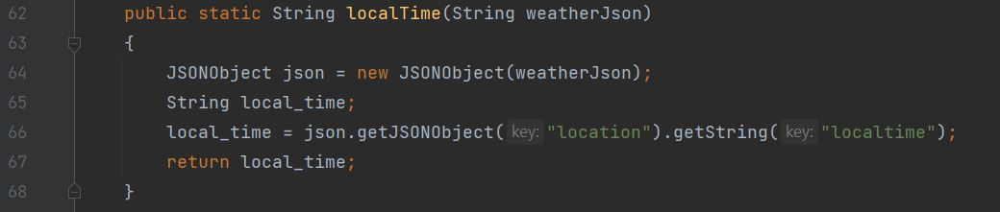 62 public static String localTime(String weatherJson)
63 {
64 JSONObject json = new JSONObject(weatherJson);
65 String local_time;
66 local_time = json.getJSONObject( key: "location").getString( key: "localtime");
67 return local_time;
68 }